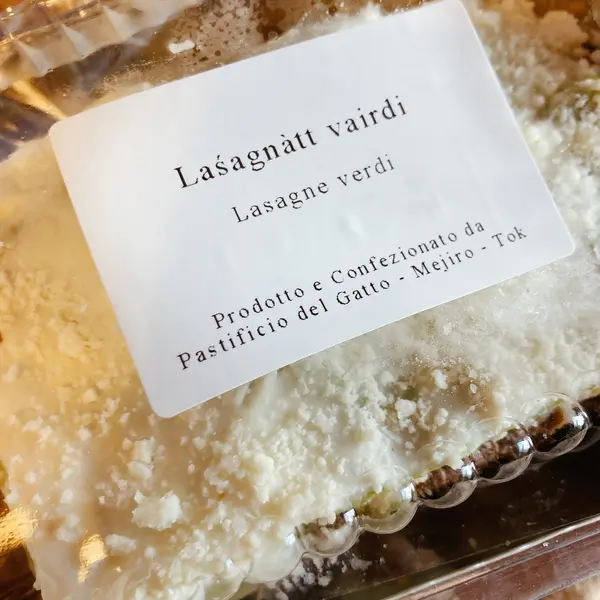 Laśagnàtt vairdi
Lasagne verdi
Prodotto e Confezionato da
Pastificio del Gatto - Mejiro - Tok